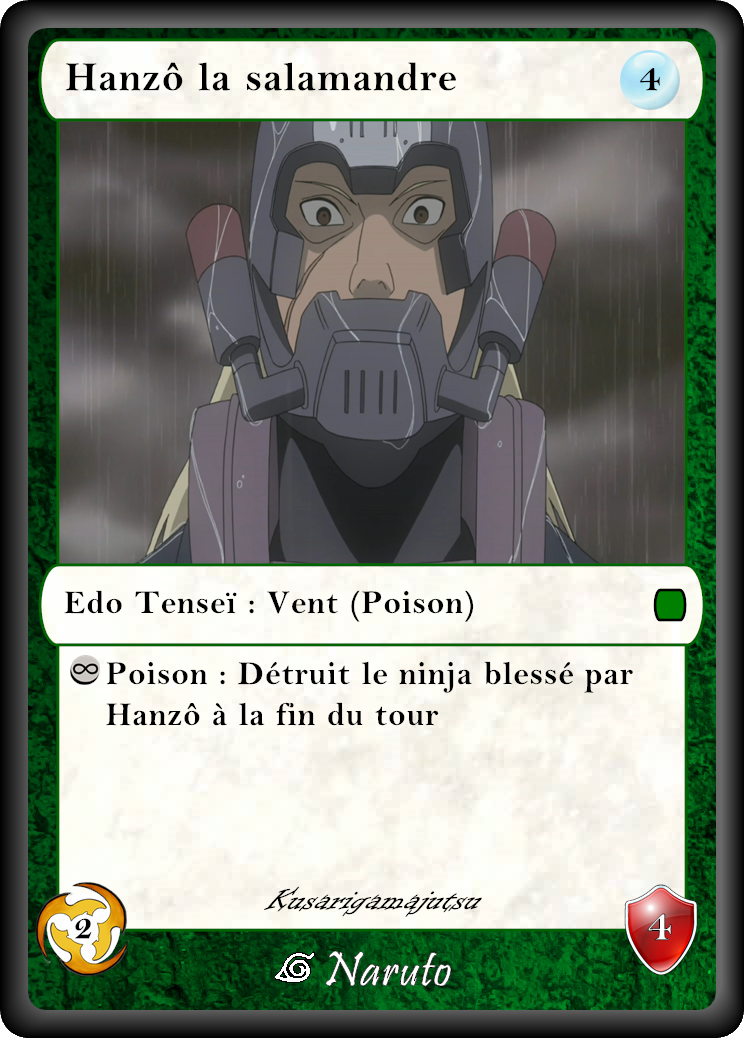 Hanzô la salamandre
4
Edo Tenseï : Vent (Poison)
∞ Poison : Détruit le ninja blessé par
Hanzô à la fin du tour
Kusarigamajutsu
2
4
Naruto